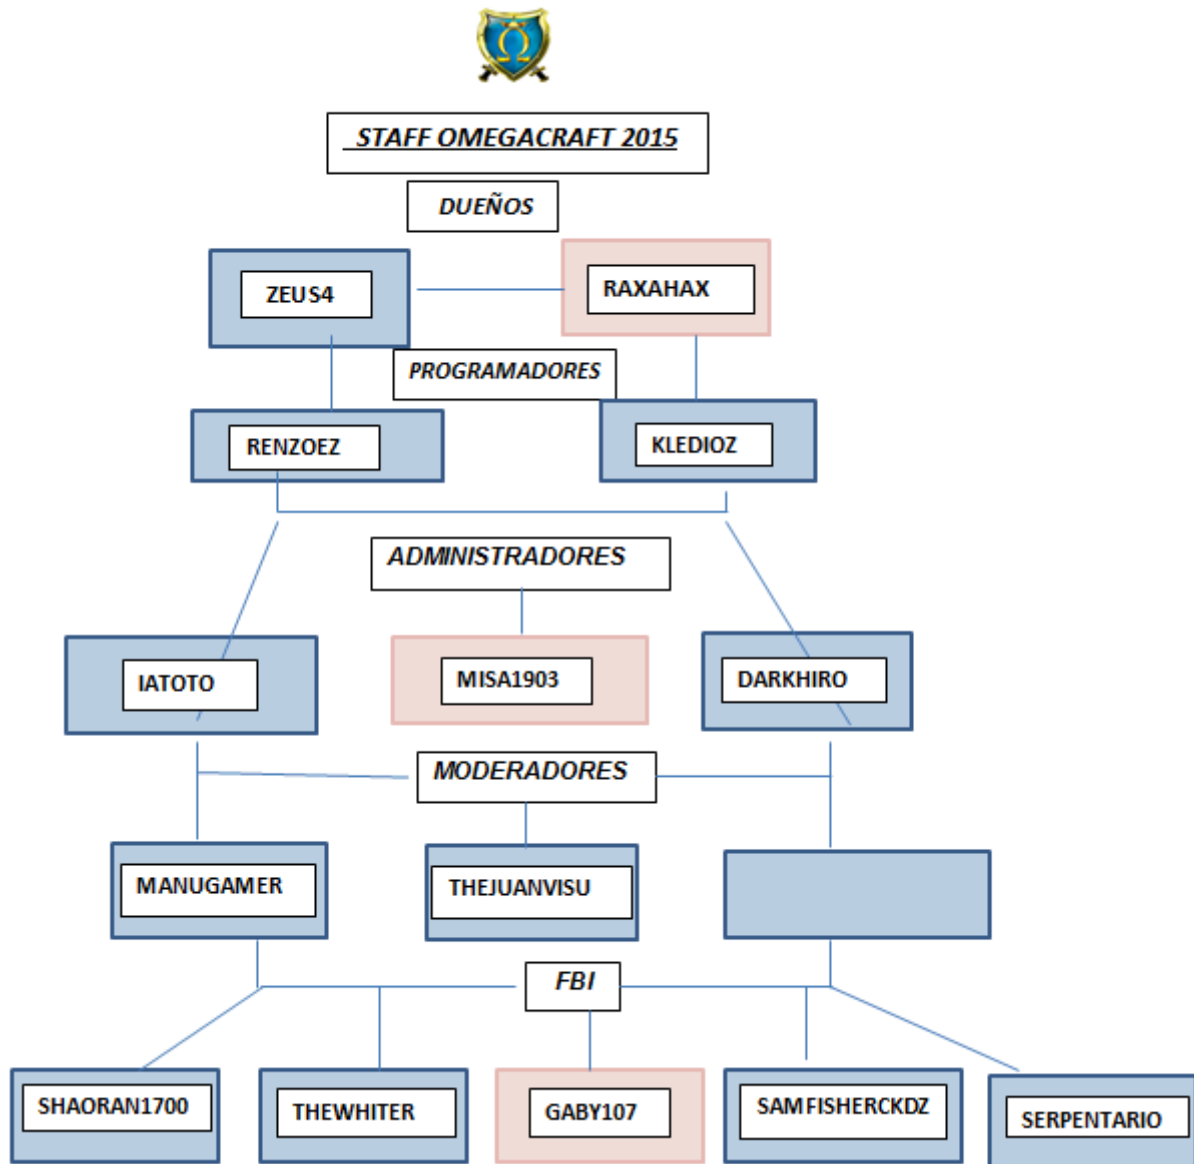 STAFF OMEGACRAFT 2015
DUEÑOS
ZEUS4
RAXAHAX
PROGRAMADORES
RENZOEZ
KLEDIOZ
ADMINISTRADORES
IATOTO
MISA1903
DARKHIRO
MODERADORES
MANUGAMER
THEJUANVISU
FBI
SHAORAN1700
THEWHITER
GABY107
SAMFISHERCKDZ
SERPENTARIO